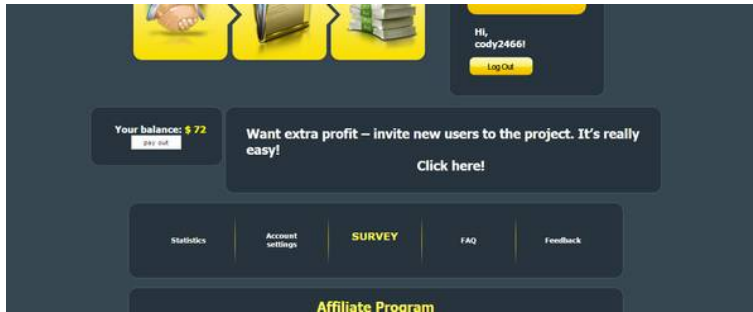 Hi,
cody2466!
Log Out
Your balance: $ 72
pay out
Want extra profit – invite new users to the project. It's really
easy!
Click here!
Statistics
Account
settings
SURVEY
FAQ
Feedback
Affiliate Program